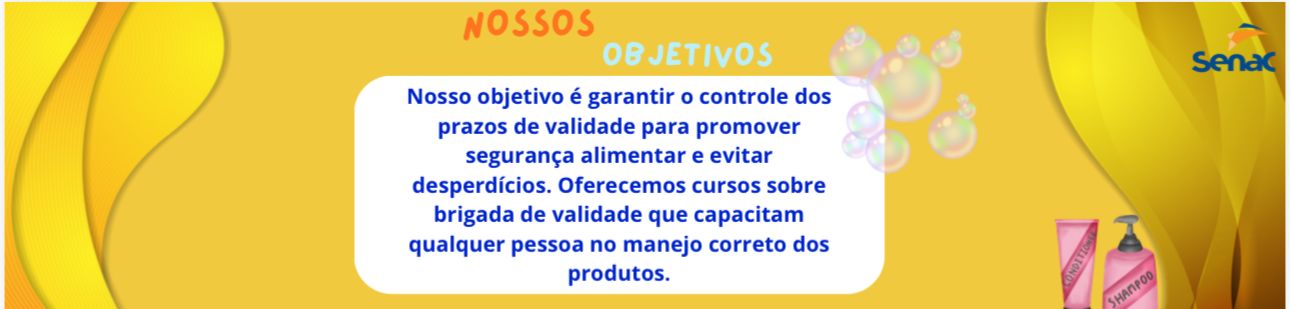 NOSSOS
OBJETIVOS
Senac
Nosso objetivo é garantir o controle dos
prazos de validade para promover
segurança alimentar e evitar
desperdícios. Oferecemos cursos sobre
brigada de validade que capacitam
qualquer pessoa no manejo correto dos
produtos.
CONDITIONER
SHAMPOO